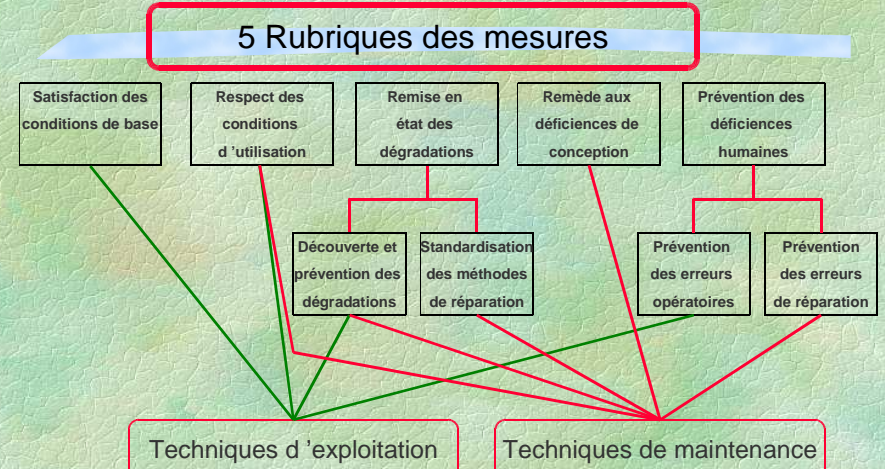 5 Rubriques des mesures
Satisfaction des
conditions de base
Respect des
conditions
d ’utilisation
Remise en
état des
dégradations
Remède aux
déficiences de
conception
Prévention des
déficiences
humaines
Découverte et
prévention des
dégradations
Standardisation
des méthodes
de réparation
Prévention
des erreurs
opératoires
Prévention
des erreurs
de réparation
Techniques d ’exploitation
Techniques de maintenance